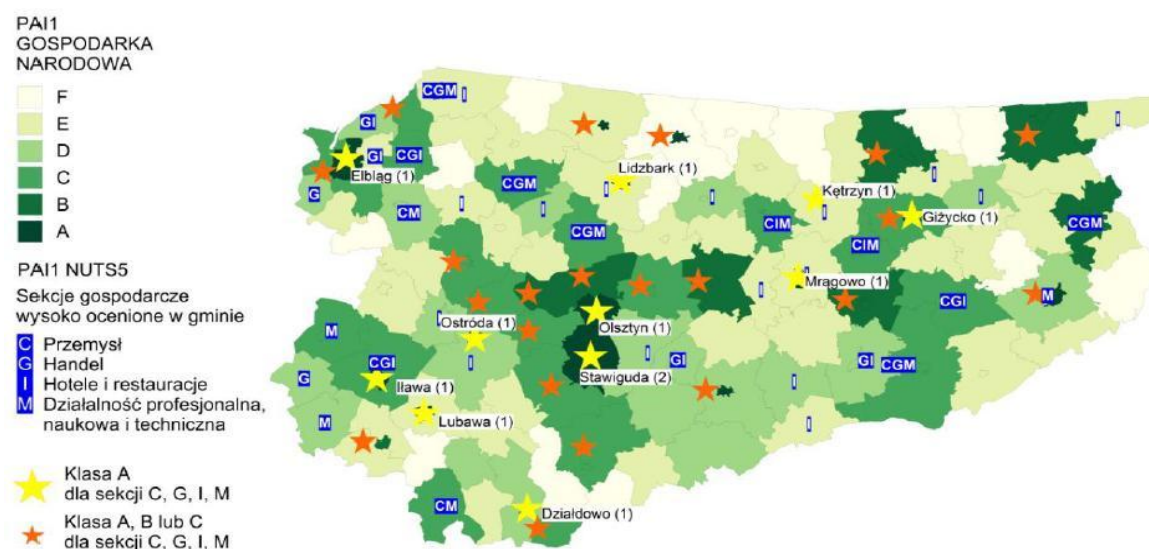 PAI1
GOSPODARKA
NARODOWA
F
E
D
C
B
A
PAI1 NUTS5
Sekcje gospodarcze
wysoko ocenione w gminie
C Przemysł
G Handel
I Hotele i restauracje
M Działalność profesjonalna,
naukowa i techniczna
Klasa A
dla sekcji C, G, I, M
Klasa A, B lub C
dla sekcji C, G, I, M
CGM
I
GI
I
GI
CGI
Elbląg (1)
Lidzbark (1)
I
G
CGM
I
I
Kętrzyn (1)
I
CM
I
I
CIM
I
Giżycko (1)
CGM
CGM
CIM
Mrągowo (1)
I
I
M
CGI
I
Ostróda (1)
Olsztyn (1)
M
I
I
GI
GI
CGM
CGI
Stawiguda (2)
G
Iława (1)
I
M
Lubawa (1)
I
CM
Działdowo (1)